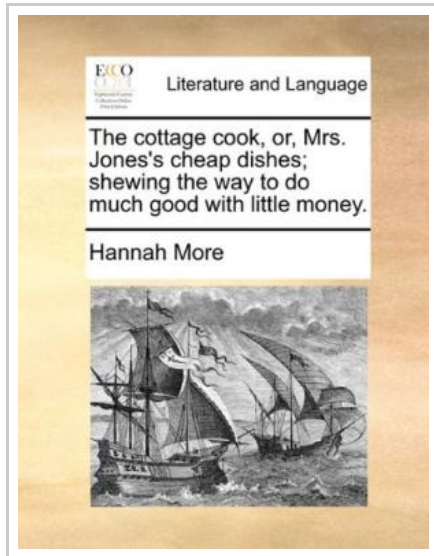 ECCO
Literature and Language
The cottage cook, or, Mrs.
Jones's cheap dishes;
shewing the way to do
much good with little money.
Hannah More